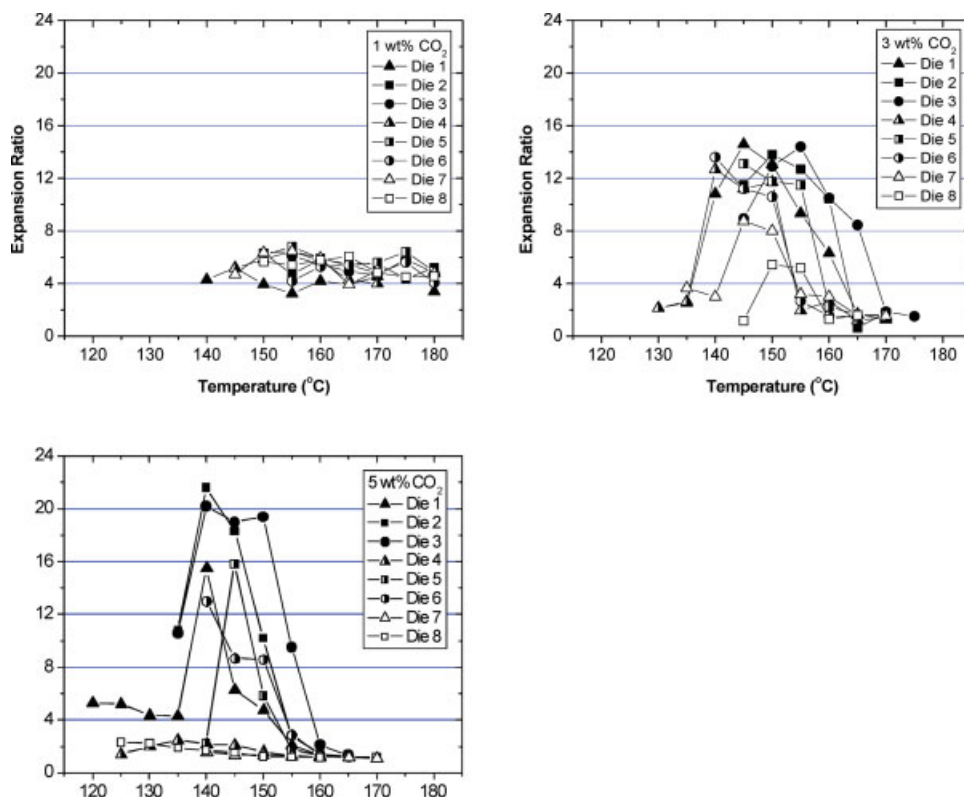 24
20
16
12
8
4
0
Expansion Ratio
1 wt% CO2
Die 1
Die 2
Die 3
Die 4
Die 5
Die 6
Die 7
Die 8
120 130 140 150 160 170 180
Temperature (°C)
24
20
16
12
8
4
0
Expansion Ratio
3 wt% CO2
Die 1
Die 2
Die 3
Die 4
Die 5
Die 6
Die 7
Die 8
120 130 140 150 160 170 180
Temperature (°C)
24
20
16
12
8
4
0
5 wt% CO2
Die 1
Die 2
Die 3
Die 4
Die 5
Die 6
Die 7
Die 8
120 130 140 150 160 170 180